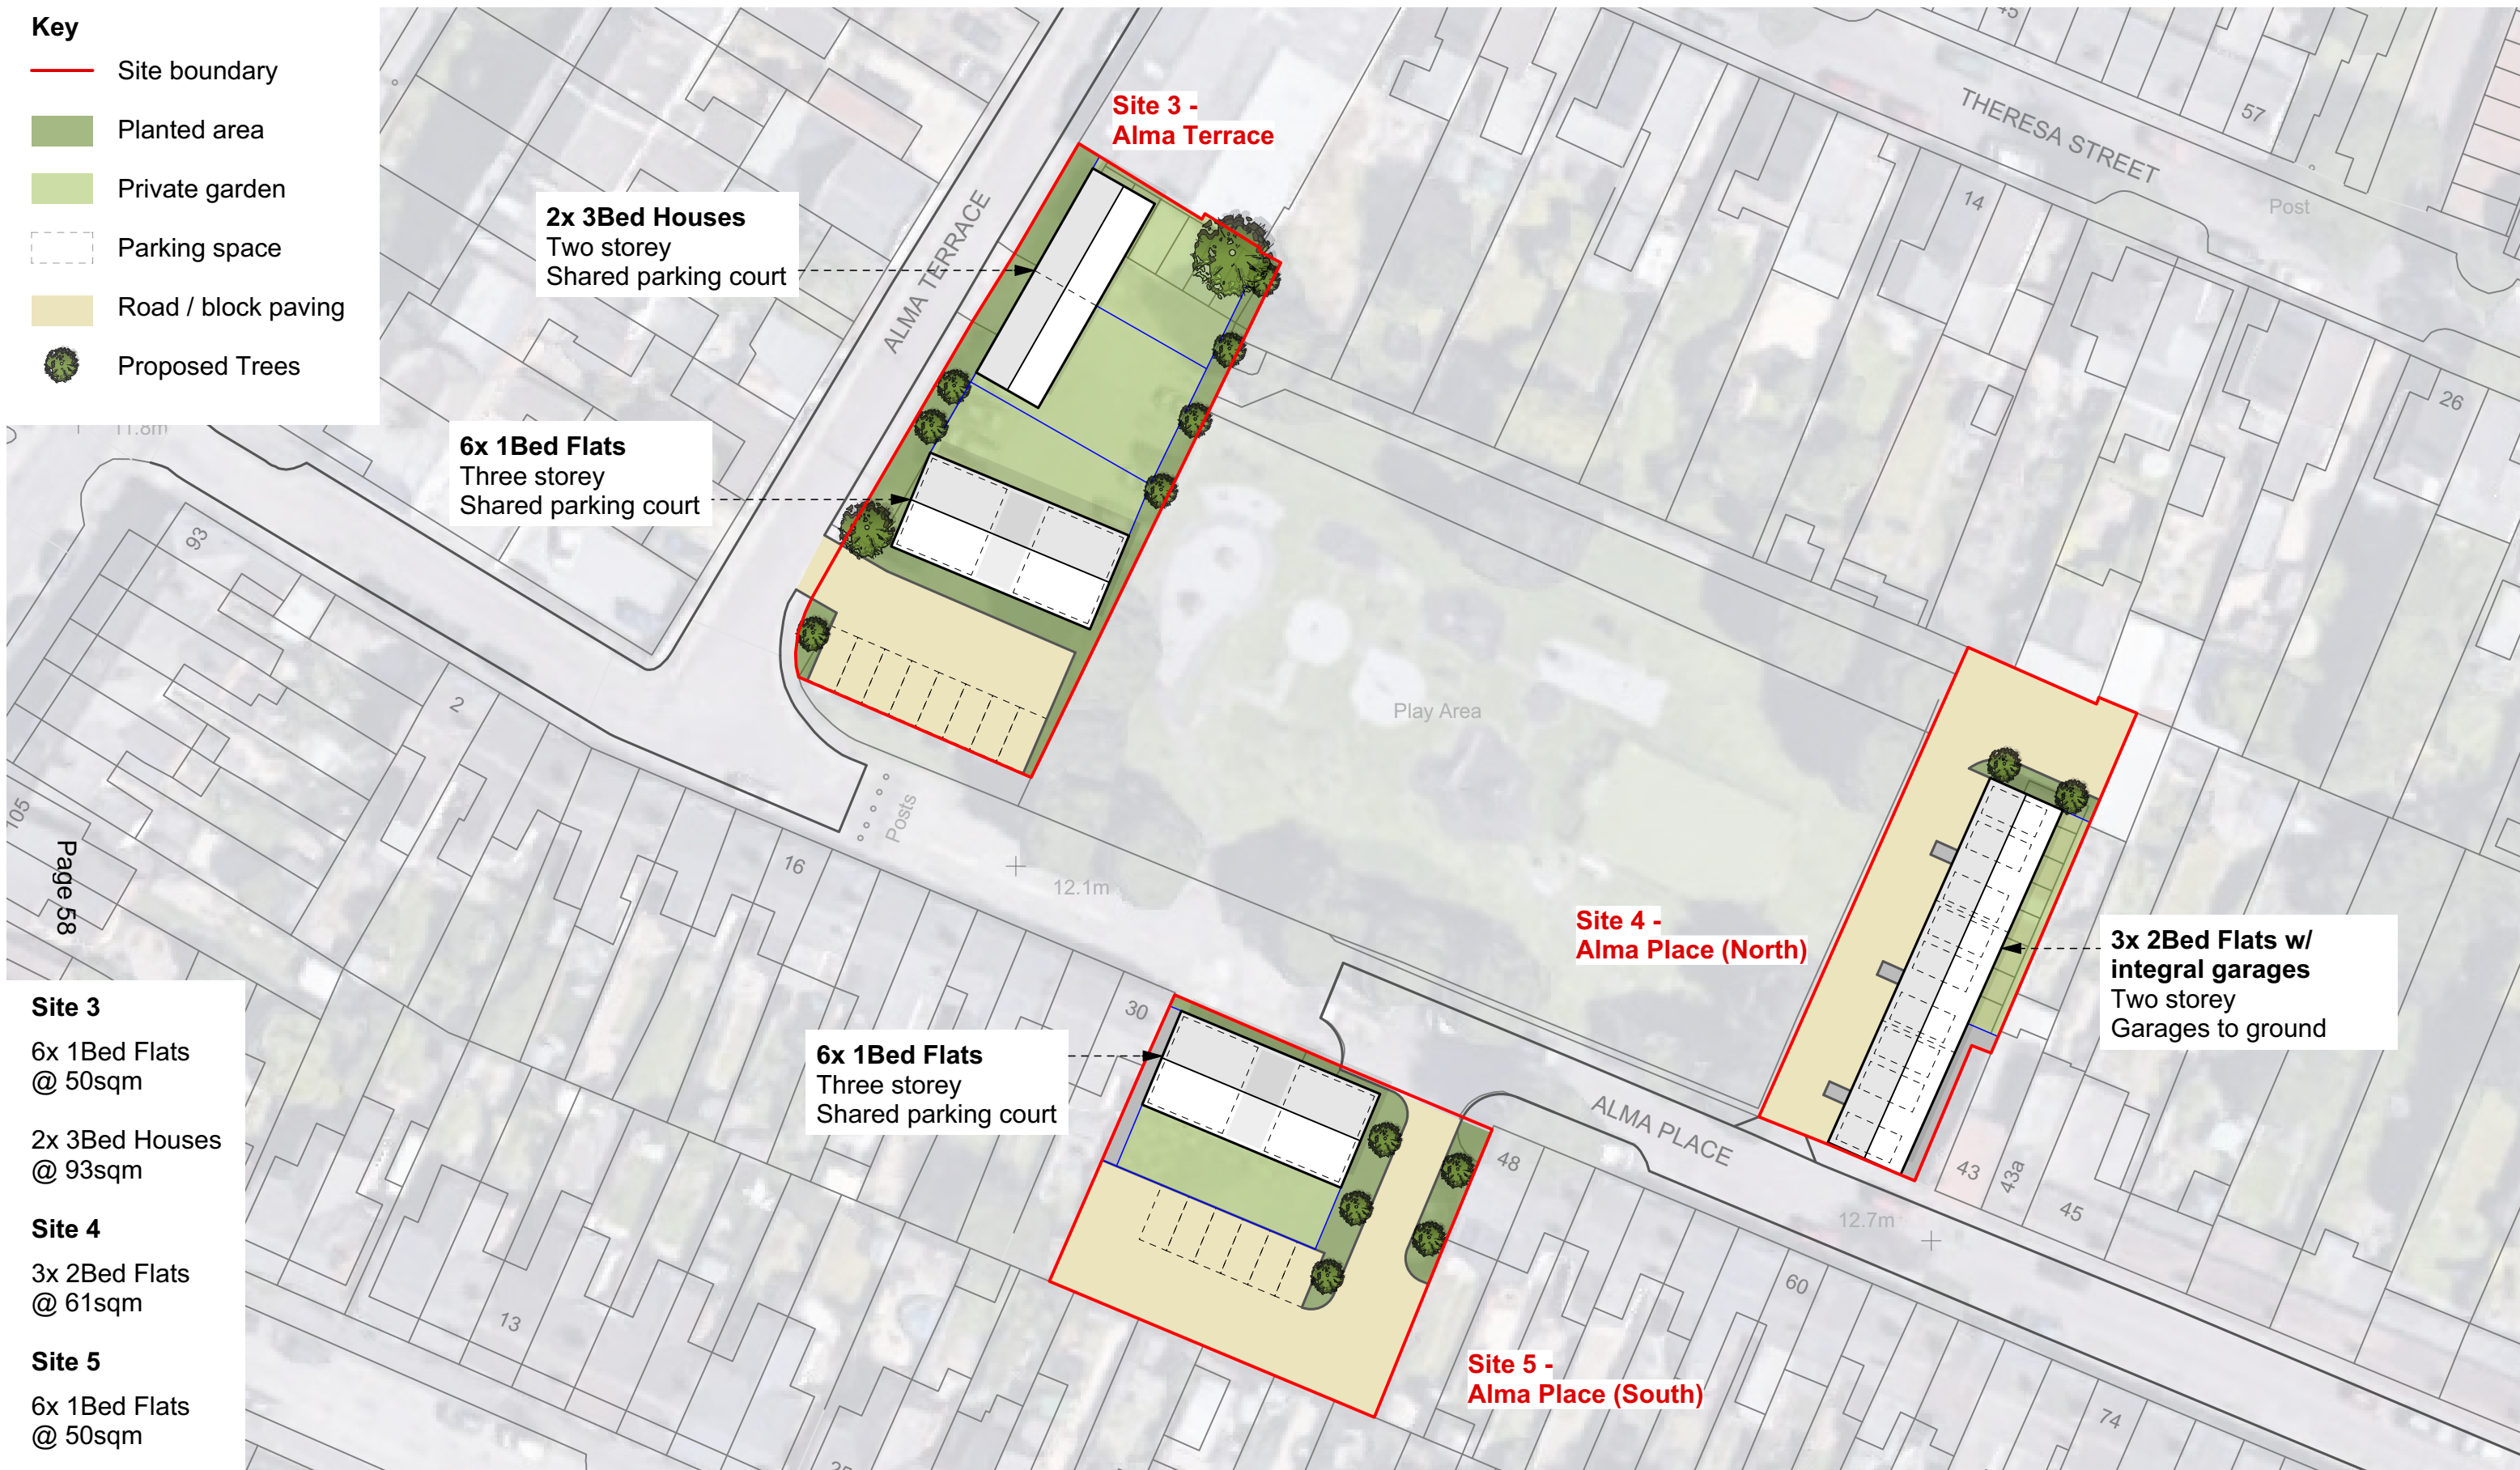 Key
Site boundary
Planted area
Private garden
Parking space
Road / block paving
Proposed Trees
Site 3 -
Alma Terrace
2x 3Bed Houses
Two storey
Shared parking court
6x 1Bed Flats
Three storey
Shared parking court
ALMA TERRACE
THERESA STREET
45
57
14
Post
26
11.8m
93
2
105
Page 58
16
Posts
12.1m
Play Area
Site 4 -
Alma Place (North)
3x 2Bed Flats w/
integral garages
Two storey
Garages to ground
30
6x 1Bed Flats
Three storey
Shared parking court
ALMA PLACE
48
43
43a
45
12.7m
60
74
13
Site 5 -
Alma Place (South)
Site 3
6x 1Bed Flats
@ 50sqm
2x 3Bed Houses
@ 93sqm
Site 4
3x 2Bed Flats
@ 61sqm
Site 5
6x 1Bed Flats
@ 50sqm